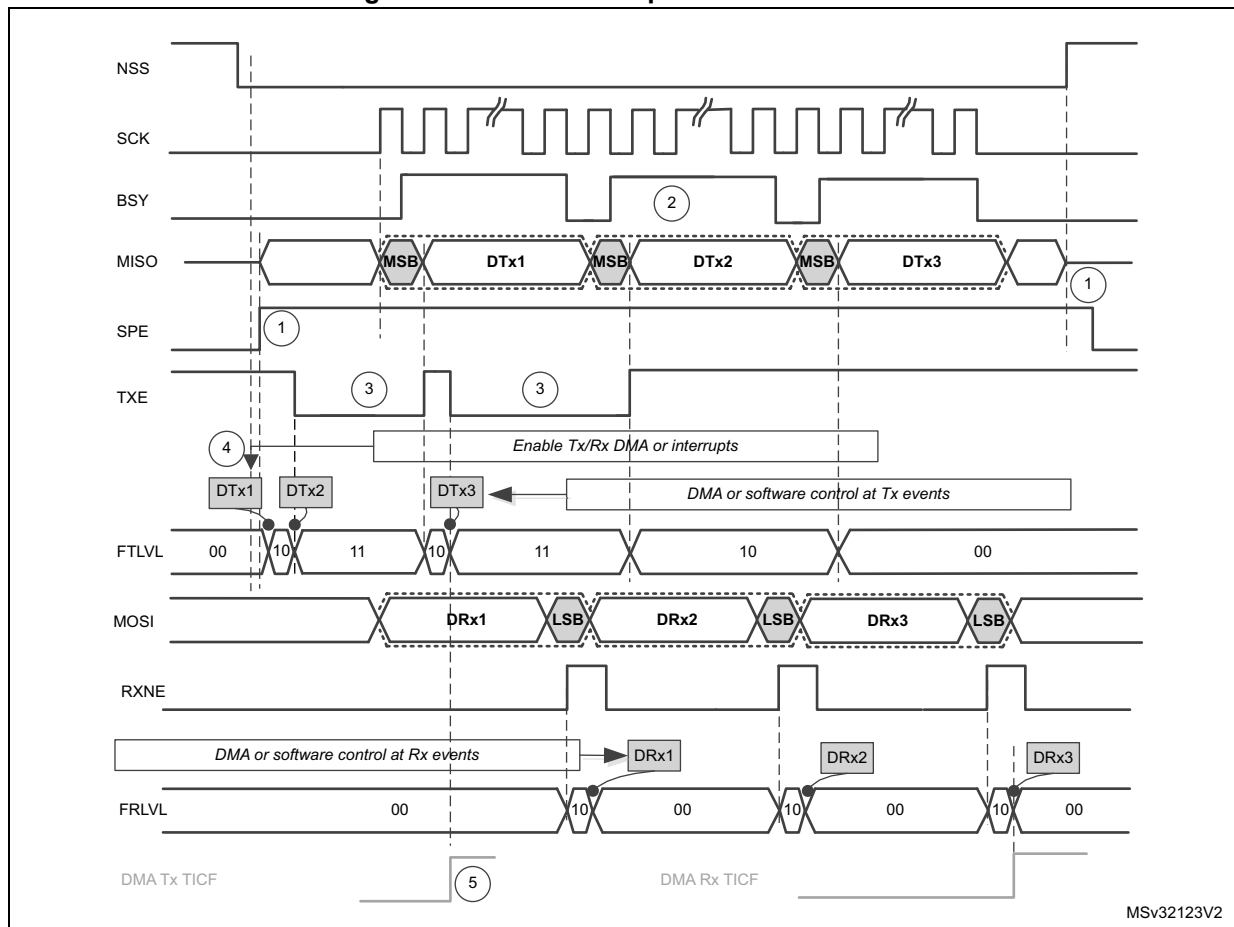 NSS
SCK
BSY
2
MISO
MSB DTx1 MSB DTx2 MSB DTx3
1
SPE
1
TXE
3 3
4
Enable Tx/Rx DMA or interrupts
DTx1 DTx2 DTx3
DMA or software control at Tx events
FTLVL 00 10 11 10 11 10 00
MOSI DRx1 LSB DRx2 LSB DRx3 LSB
RXNE
DMA or software control at Rx events DRx1 DRx2 DRx3
FRLVL 00 10 00 10 00 10 00
DMA Tx TICF 5 DMA Rx TICF
MSv32123V2